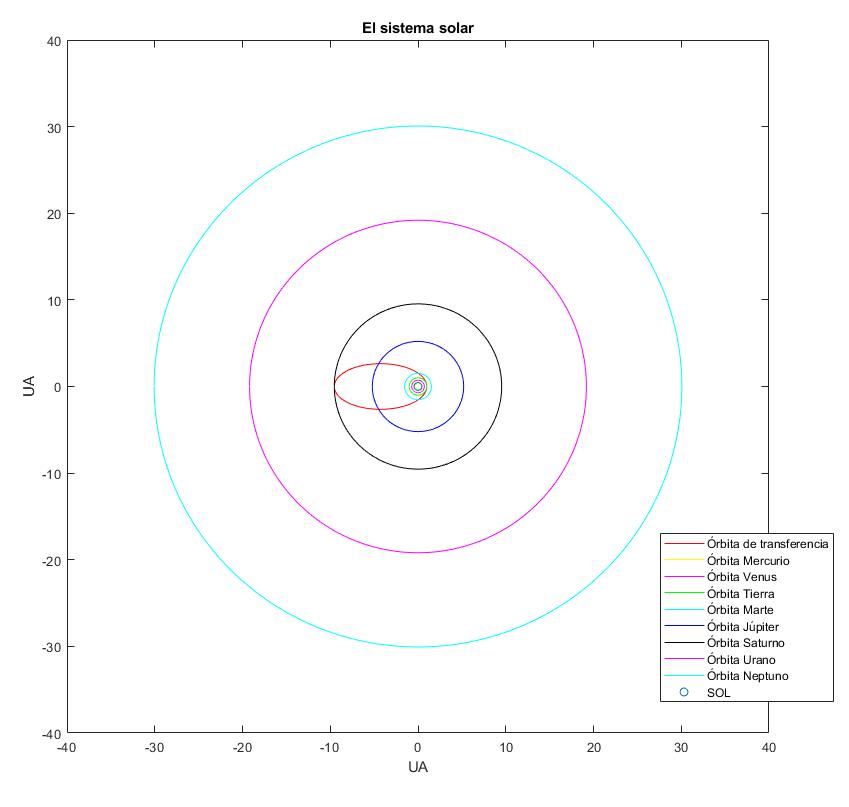 El sistema solar
40
30
20
10
0
-10
-20
-30
-40
UA
-40 -30 -20 -10 0 10 20 30 40
UA
Órbita de transferencia
Órbita Mercurio
Órbita Venus
Órbita Tierra
Órbita Marte
Órbita Júpiter
Órbita Saturno
Órbita Urano
Órbita Neptuno
SOL